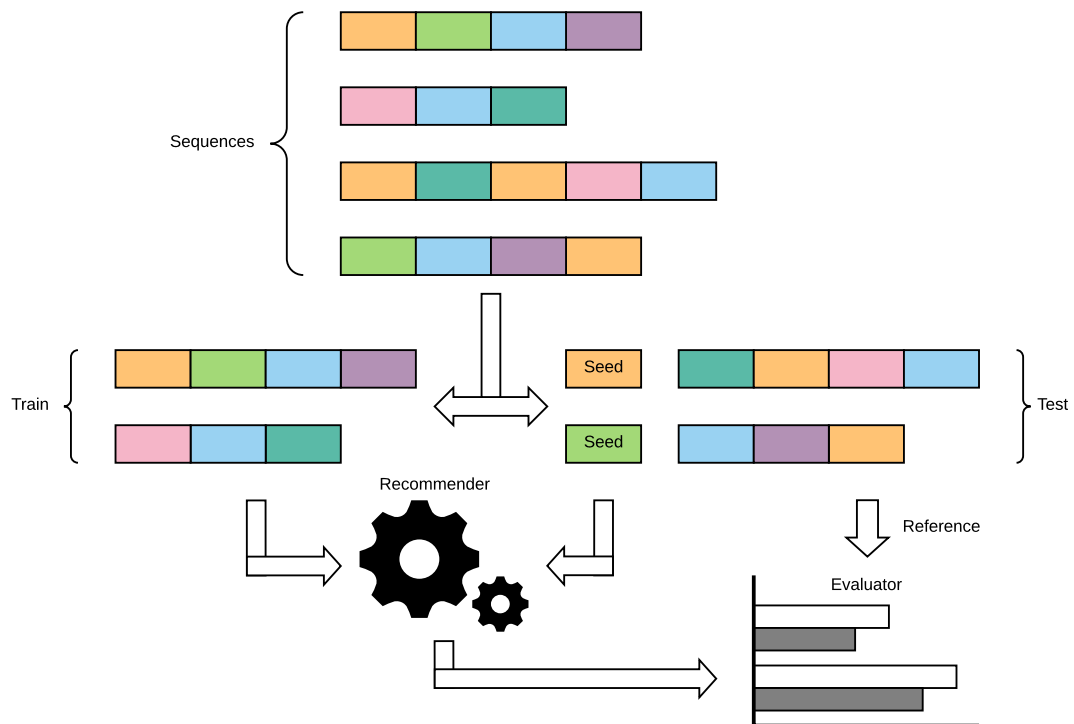 Sequences
Train
Seed
Test
Seed
Recommender
Reference
Evaluator